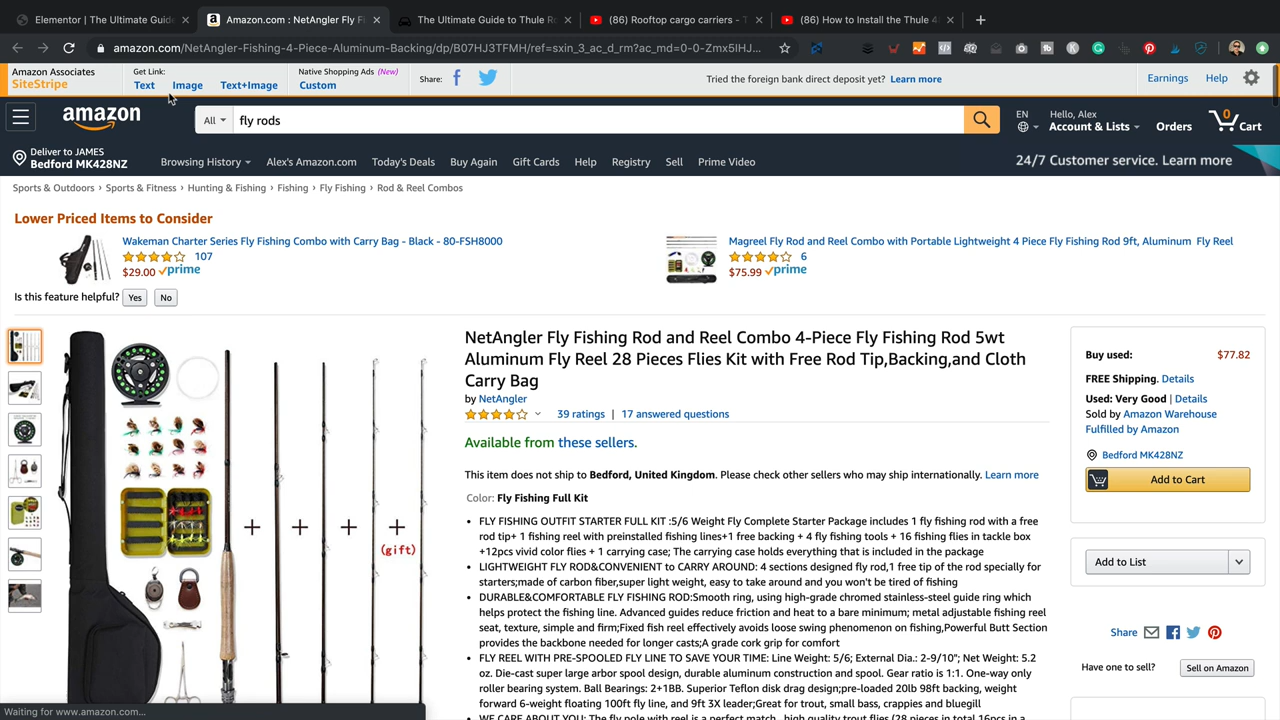 Elementor | The Ultimate Guide
Amazon.com : NetAngler Fly Fi
The Ultimate Guide to Thule Ro
(86) Rooftop cargo carriers - T
(86) How to Install the Thule 4
amazon.com/NetAngler-Fishing-4-Piece-Aluminum-Backing/dp/B07HJ3TFMH/ref=sxin_3_ac_d_rm?ac_md=0-0-Zmx5IHJ...
Amazon Associates
SiteStripe
Get Link:
Text Image Text+Image
Native Shopping Ads (New)
Custom
Share:
Tried the foreign bank direct deposit yet? Learn more
Earnings Help
amazon
All fly rods
EN
Hello, Alex
Account & Lists
Orders
0
Cart
Deliver to JAMES
Bedford MK428NZ
Browsing History Alex's Amazon.com Today's Deals Buy Again Gift Cards Help Registry Sell Prime Video
24/7 Customer service. Learn more
Sports & Outdoors › Sports & Fitness › Hunting & Fishing › Fishing › Fly Fishing › Rod & Reel Combos
Lower Priced Items to Consider
Wakeman Charter Series Fly Fishing Combo with Carry Bag - Black - 80-FSH8000
107
$29.00 prime
Magreel Fly Rod and Reel Combo with Portable Lightweight 4 Piece Fly Fishing Rod 9ft, Aluminum Fly Reel
6
$75.99 prime
Is this feature helpful? Yes No
NetAngler Fly Fishing Rod and Reel Combo 4-Piece Fly Fishing Rod 5wt
Aluminum Fly Reel 28 Pieces Flies Kit with Free Rod Tip,Backing,and Cloth
Carry Bag
by NetAngler
39 ratings | 17 answered questions
Available from these sellers.
This item does not ship to Bedford, United Kingdom. Please check other sellers who may ship internationally. Learn more
Color: Fly Fishing Full Kit
• FLY FISHING OUTFIT STARTER FULL KIT :5/6 Weight Fly Complete Starter Package includes 1 fly fishing rod with a free
rod tip+ 1 fishing reel with preinstalled fishing lines+1 free backing + 4 fly fishing tools + 16 fishing flies in tackle box
+12pcs vivid color flies + 1 carrying case; The carrying case holds everything that is included in the package
• LIGHTWEIGHT FLY ROD&CONVENIENT to CARRY AROUND: 4 sections designed fly rod,1 free tip of the rod specially for
starters;made of carbon fiber,super light weight, easy to take around and you won't be tired of fishing
• DURABLE&COMFORTABLE FLY FISHING ROD:Smooth ring, using high-grade chromed stainless-steel guide ring which
helps protect the fishing line. Advanced guides reduce friction and heat to a bare minimum; metal adjustable fishing reel
seat, texture, simple and firm;Fixed fish reel effectively avoids loose swing phenomenon on fishing,Powerful Butt Section
provides the backbone needed for longer casts;A grade cork grip for comfort
• FLY REEL WITH PRE-SPOOLED FLY LINE TO SAVE YOUR TIME: Line Weight: 5/6; External Dia.: 2-9/10"; Net Weight: 5.2
oz. Die-cast super large arbor spool design, durable aluminum construction and spool. Gear ratio is 1:1. One-way only
roller bearing system. Ball Bearings: 2+1BB. Superior Teflon disk drag design;pre-loaded 20lb 98ft backing, weight
forward 6-weight floating 100ft fly line, and 9ft 3X leader;Great for trout, small bass, crappies and bluegill
• WE CARE ABOUT YOU: The fly pole with reel is a perfect match , high quality trout flies (28 pieces in total 16pcs in a
+ + + +
(gift)
Buy used: $77.82
FREE Shipping. Details
Used: Very Good | Details
Sold by Amazon Warehouse
Fulfilled by Amazon
Bedford MK428NZ
Add to Cart
Add to List
Share
Have one to sell? Sell on Amazon
Waiting for www.amazon.com...